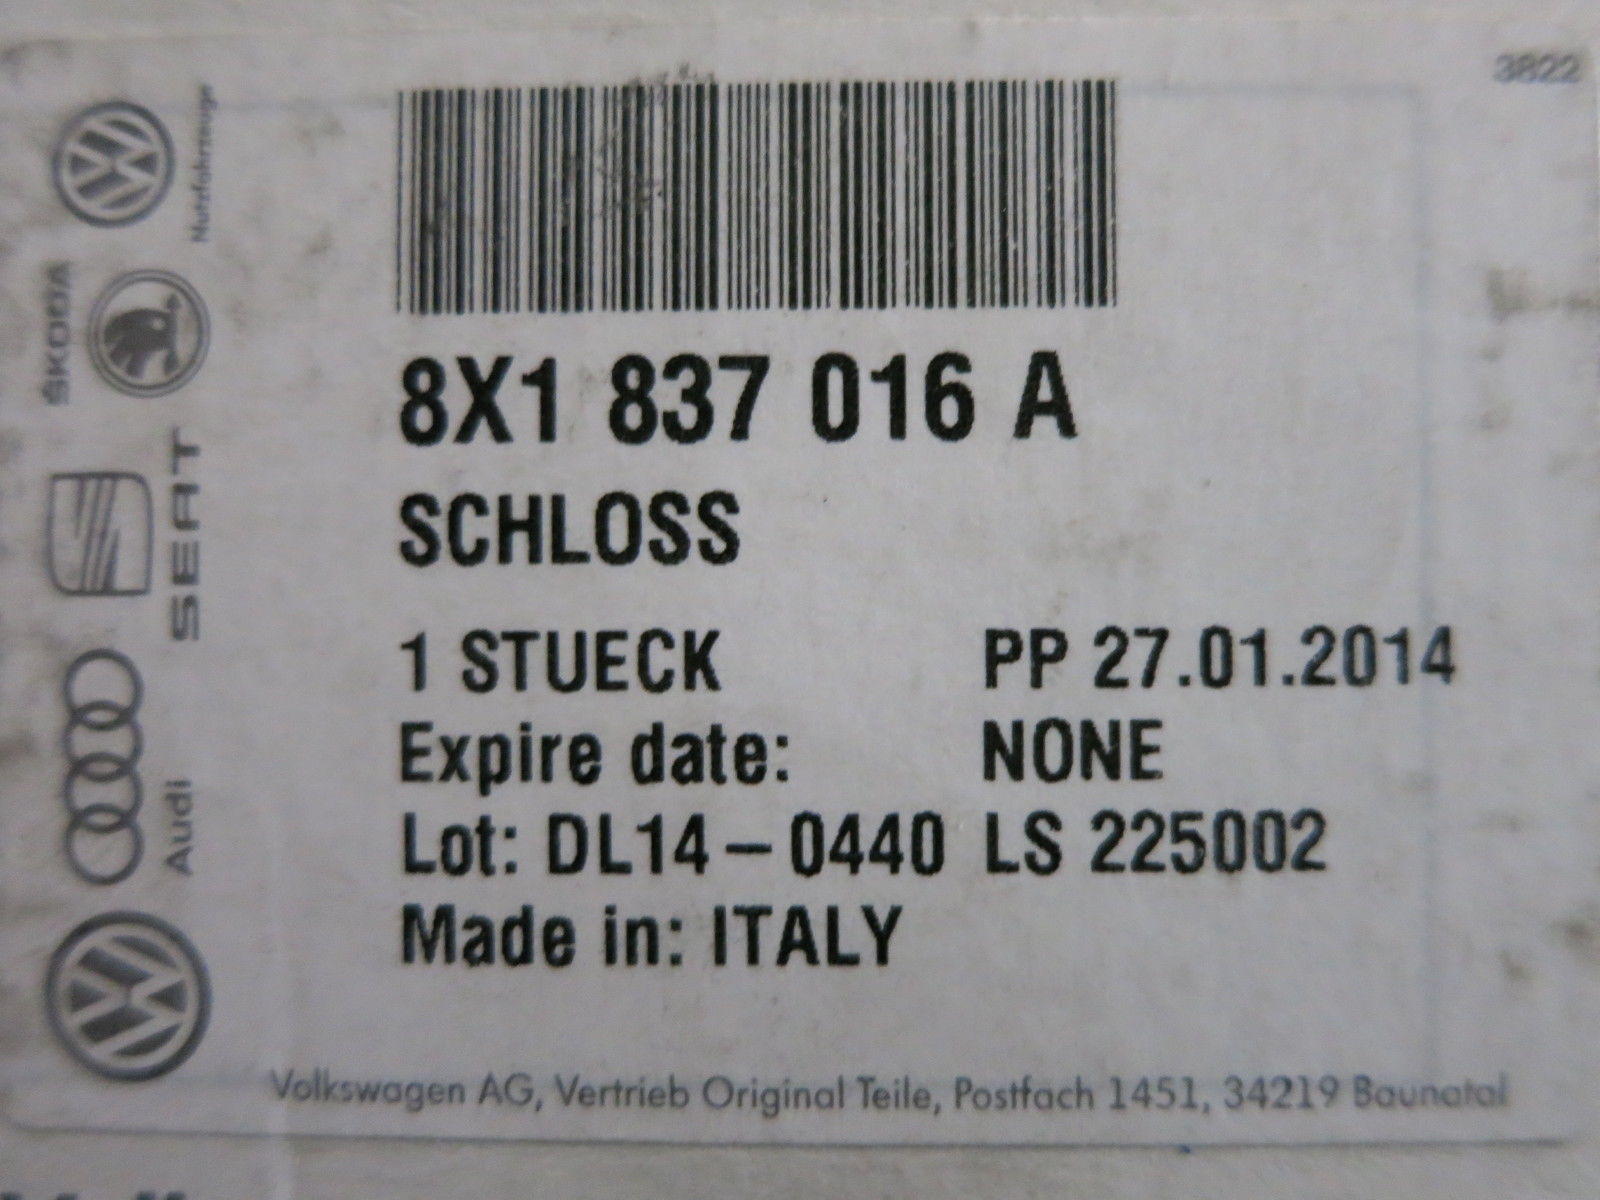 3822
Nutzfahrzeuge
ŠKODA
SEAT
Audi
8X1 837 016 A
SCHLOSS
1 STUECK PP 27.01.2014
Expire date: NONE
Lot: DL14-0440 LS 225002
Made in: ITALY
Volkswagen AG, Vertrieb Original Teile, Postfach 1451, 34219 Baunatal